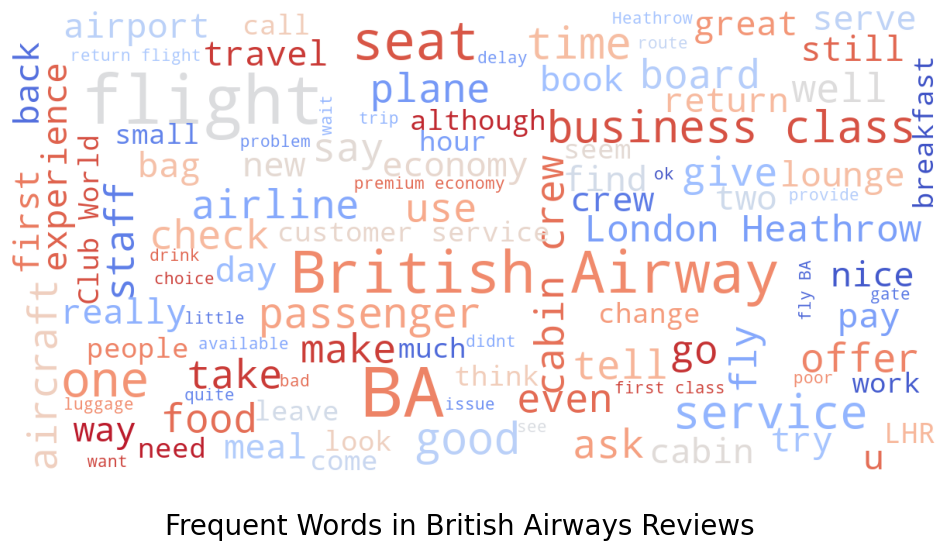 airport
call
Heathrow
great
serve
return flight
travel
seat
delay
time
route
still
back
experience
flight
wait
plane
book
board
well
return
breakfast
trip
although
business class
small
problem
hour
say
seem
bag
new
economy
premium economy
find
ok
give
lounge
two
provide
first
Club World
staff
airline
use
crew
cabin crew
check
customer service
London Heathrow
drink
choice
day
British Airway
fly BA
nice
gate
aircraft
really
little
passenger
change
pay
people
available
make
much
didnt
tell
go
fly
offer
one
take
bad
BA
think
first class
poor
work
luggage
quite
issue
even
food
leave
service
way
need
meal
look
come
good
see
ask
cabin
try
LHR
want
u
Frequent Words in British Airways Reviews